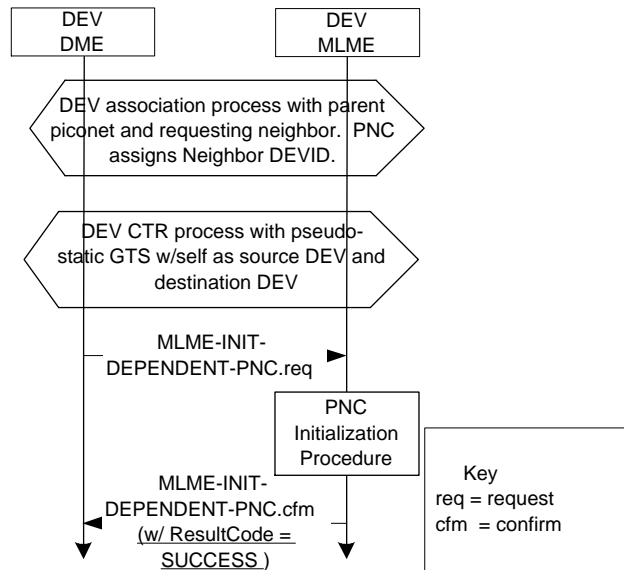 DEV
DME
DEV
MLME
DEV association process with parent
piconet and requesting neighbor. PNC
assigns Neighbor DEVID.
DEV CTR process with pseudo-
static GTS w/self as source DEV and
destination DEV
MLME-INIT-
DEPENDENT-PNC.req
PNC
Initialization
Procedure
MLME-INIT-
DEPENDENT-PNC.cfm
(w/ ResultCode =
SUCCESS )
Key
req = request
cfm = confirm